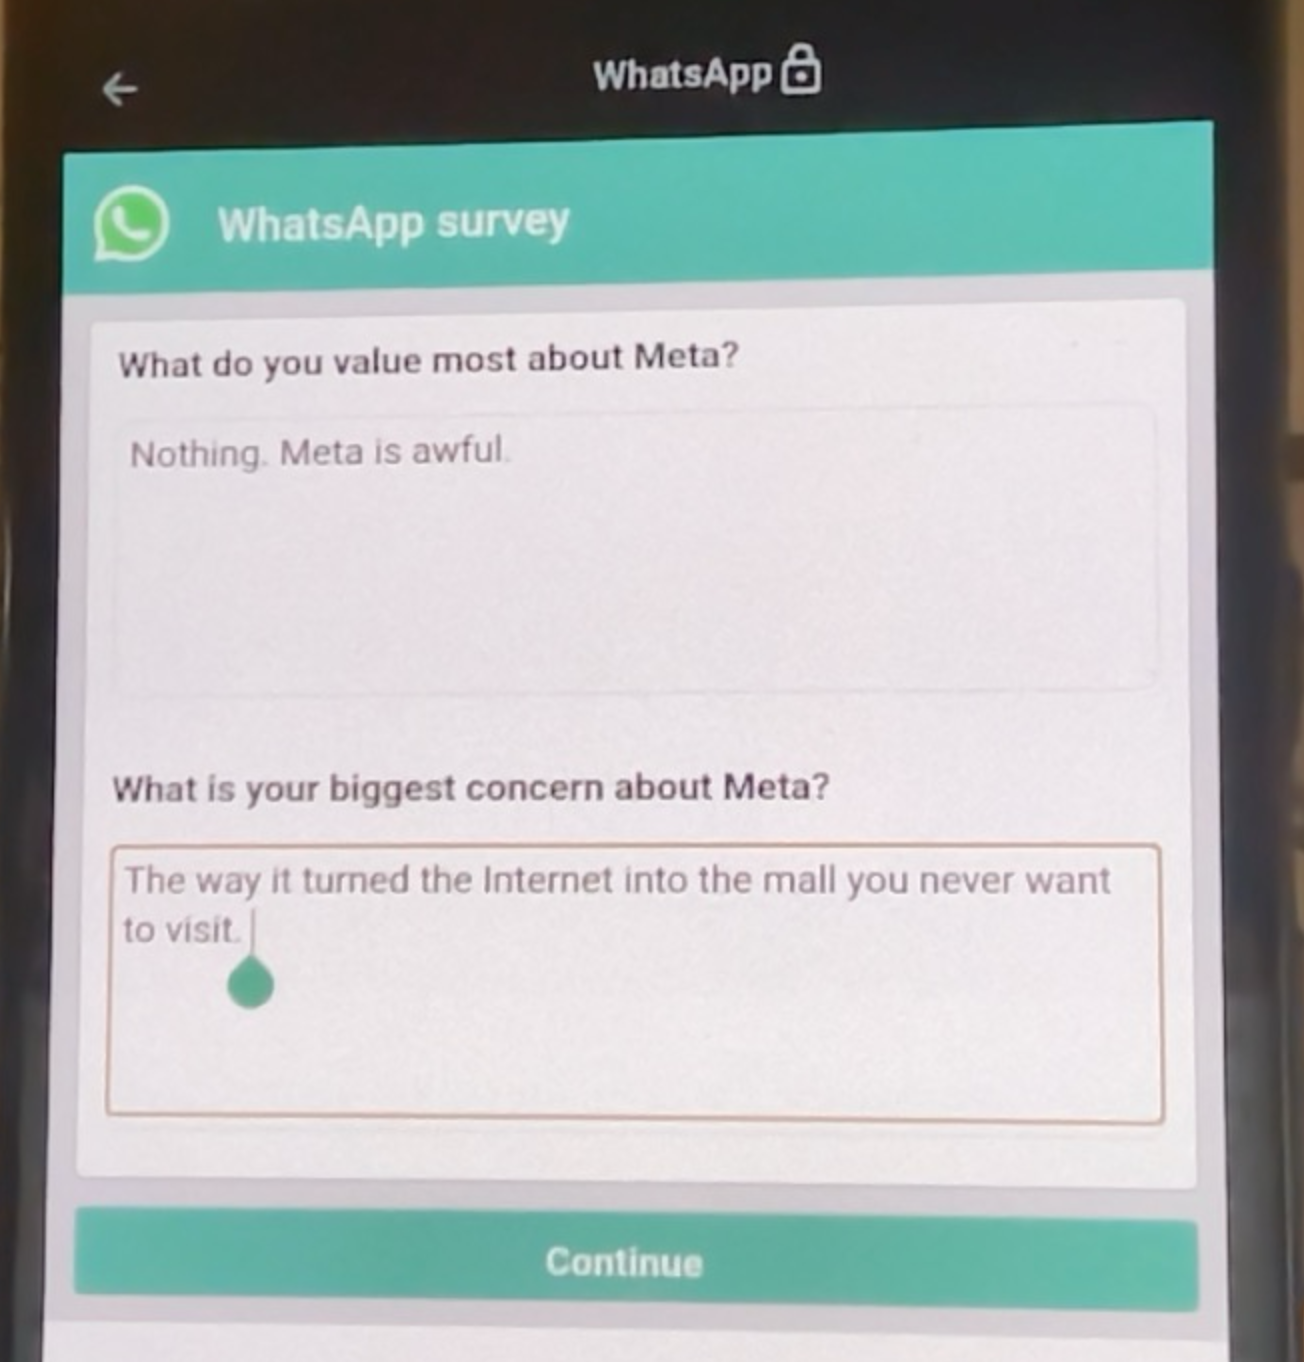 WhatsApp
WhatsApp survey
What do you value most about Meta?
Nothing. Meta is awful.
What is your biggest concern about Meta?
The way it turned the Internet into the mall you never want
to visit.
Continue